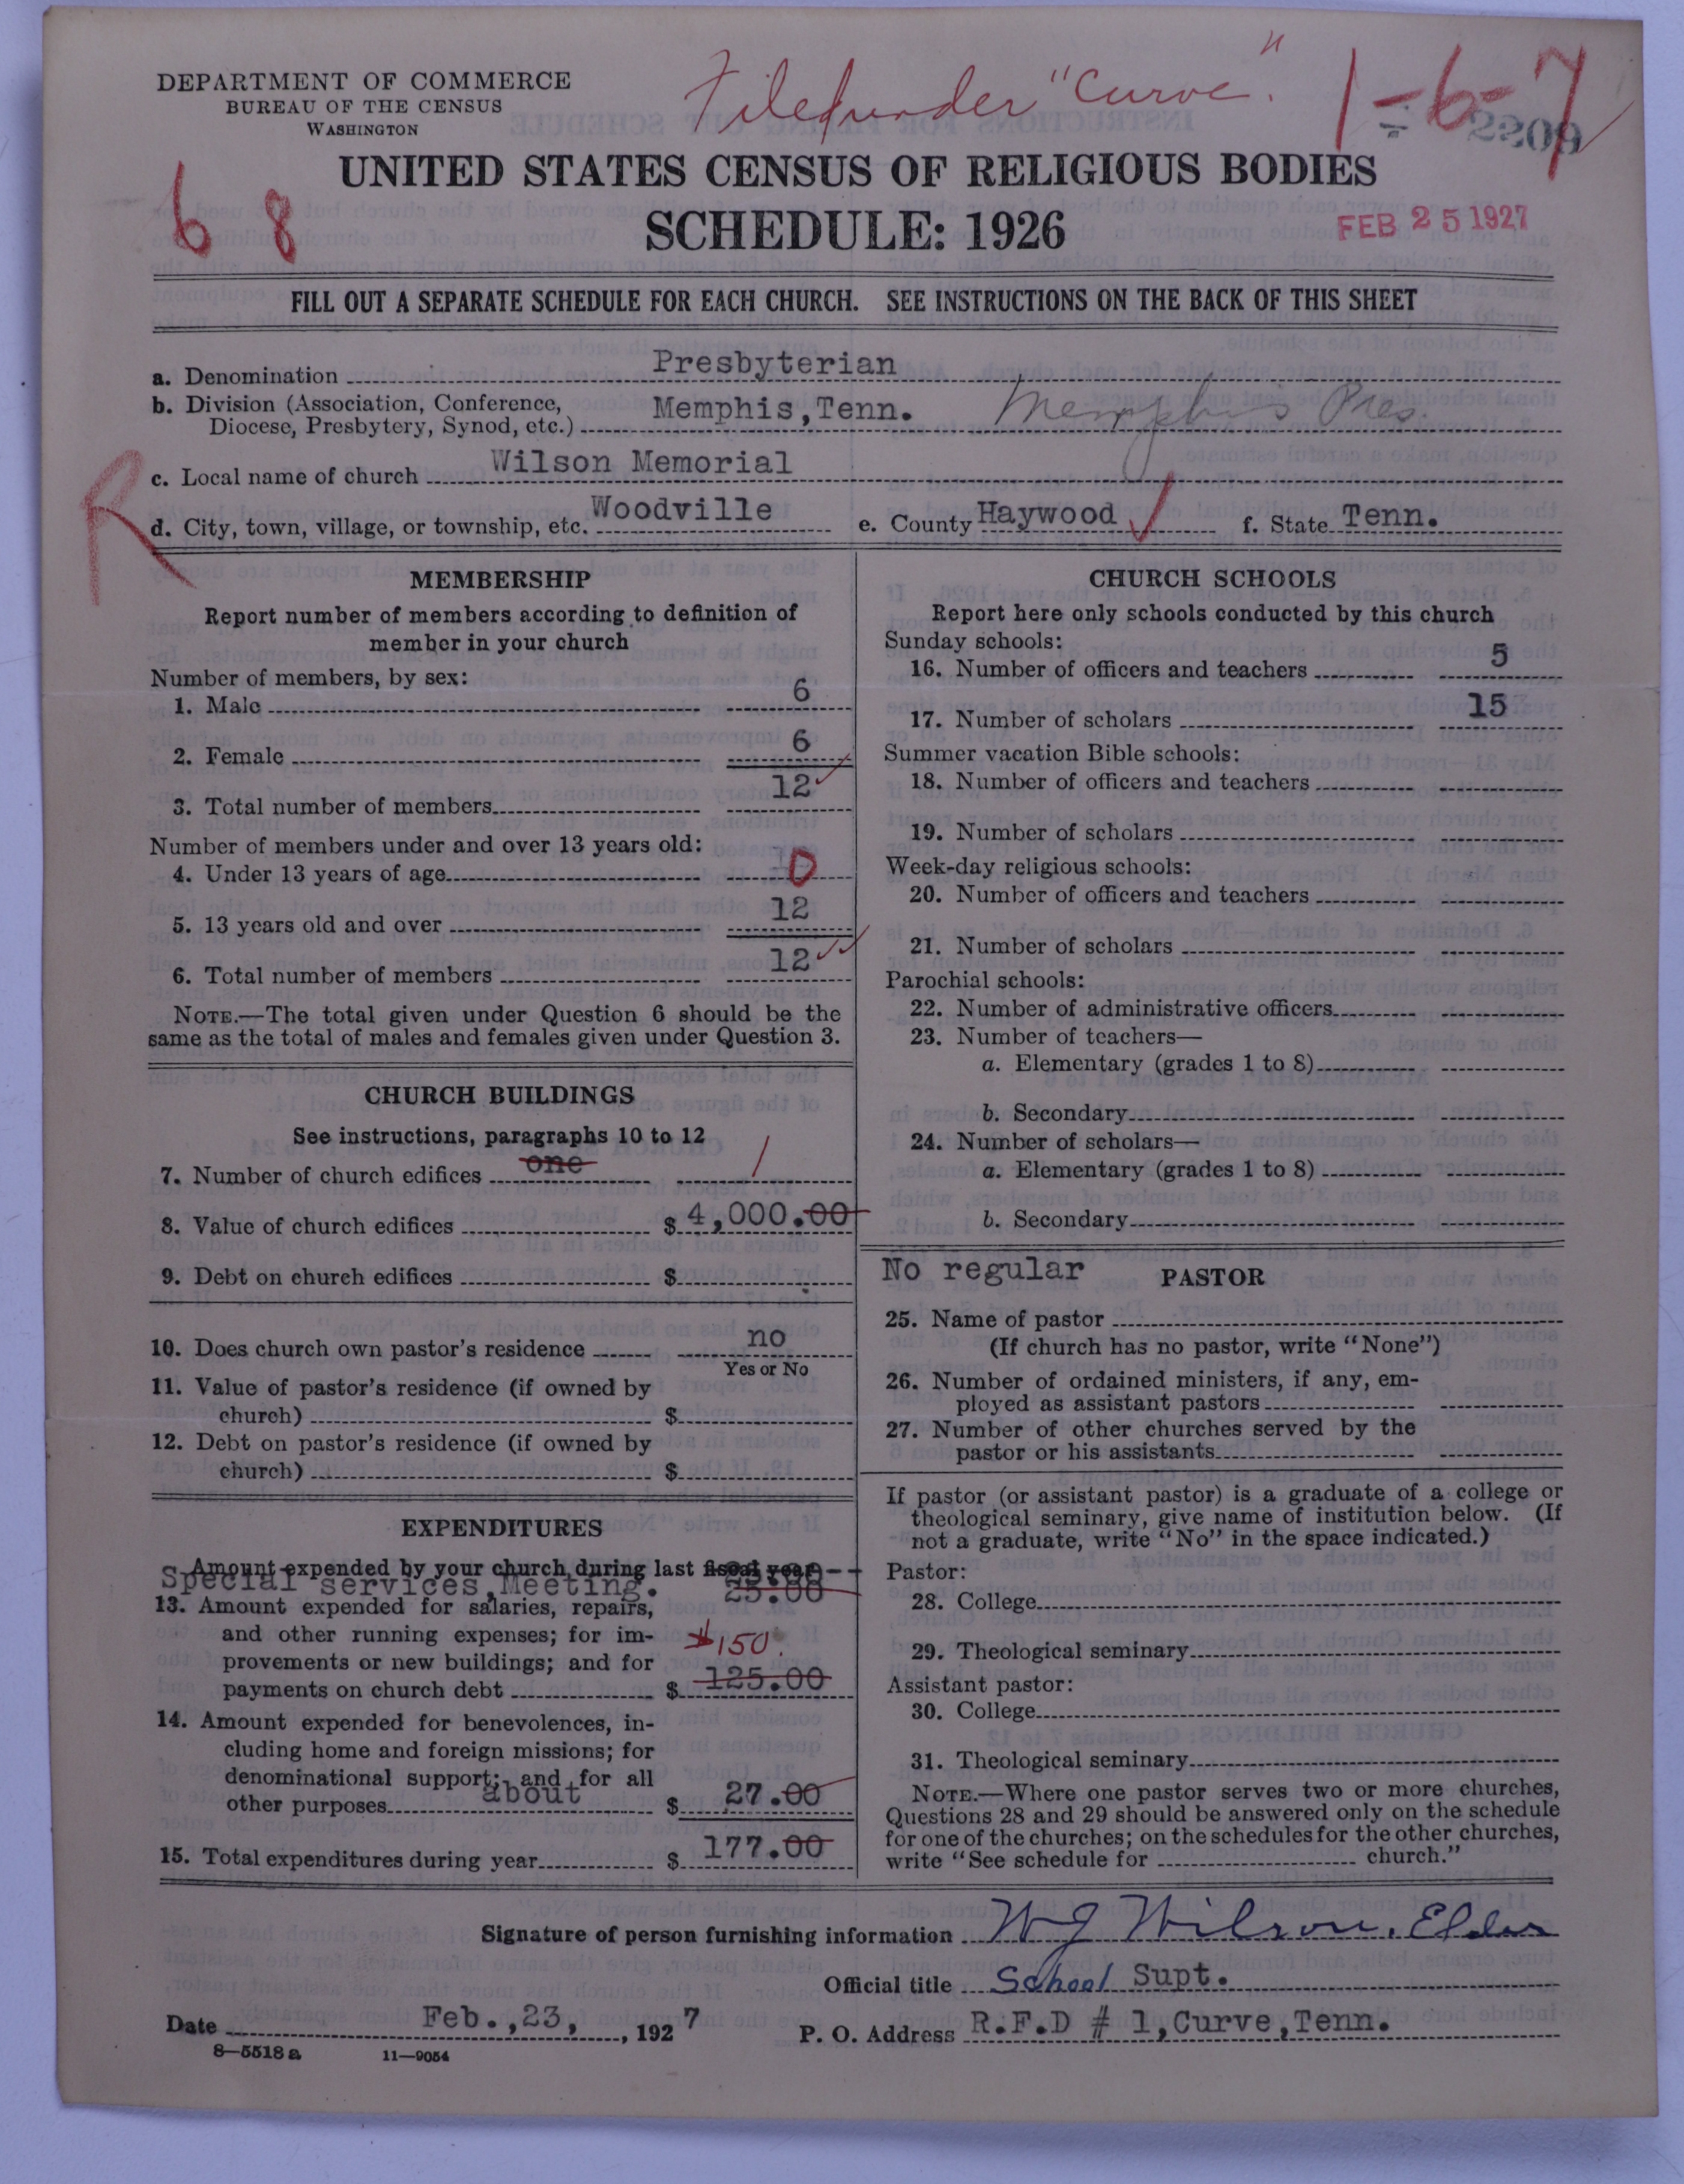 Filed under "Curve".
1-6-7
2209
DEPARTMENT OF COMMERCE
BUREAU OF THE CENSUS
WASHINGTON
UNITED STATES CENSUS OF RELIGIOUS BODIES
6 8
SCHEDULE: 1926
FEB 25 1927
FILL OUT A SEPARATE SCHEDULE FOR EACH CHURCH. SEE INSTRUCTIONS ON THE BACK OF THIS SHEET
a. Denomination Presbyterian
b. Division (Association, Conference,
Diocese, Presbytery, Synod, etc.) Memphis,Tenn. Memphis Pres.
c. Local name of church Wilson Memorial
R
d. City, town, village, or township, etc. Woodville e. County Haywood f. State Tenn.
MEMBERSHIP
Report number of members according to definition of
member in your church
Number of members, by sex:
1. Male 6
2. Female 6
3. Total number of members 12
Number of members under and over 13 years old:
4. Under 13 years of age 0
5. 13 years old and over 12
6. Total number of members 12
NOTE.—The total given under Question 6 should be the
same as the total of males and females given under Question 3.
CHURCH BUILDINGS
See instructions, paragraphs 10 to 12
7. Number of church edifices one 1
8. Value of church edifices $ 4,000.00
9. Debt on church edifices $
10. Does church own pastor's residence no
Yes or No
11. Value of pastor's residence (if owned by
church) $
12. Debt on pastor's residence (if owned by
church) $
EXPENDITURES
Amount expended by your church during last fiscal year
Special services,Meeting. 25.00
13. Amount expended for salaries, repairs,
and other running expenses; for im-
provements or new buildings; and for
payments on church debt $ 125.00
$150.
14. Amount expended for benevolences, in-
cluding home and foreign missions; for
denominational support; and for all
other purposes about $ 27.00
15. Total expenditures during year $ 177.00
CHURCH SCHOOLS
Report here only schools conducted by this church
Sunday schools:
16. Number of officers and teachers 5
17. Number of scholars 15
Summer vacation Bible schools:
18. Number of officers and teachers
19. Number of scholars
Week-day religious schools:
20. Number of officers and teachers
21. Number of scholars
Parochial schools:
22. Number of administrative officers
23. Number of teachers—
a. Elementary (grades 1 to 8)
b. Secondary
24. Number of scholars—
a. Elementary (grades 1 to 8)
b. Secondary
No regular PASTOR
25. Name of pastor
(If church has no pastor, write "None")
26. Number of ordained ministers, if any, em-
ployed as assistant pastors
27. Number of other churches served by the
pastor or his assistants
If pastor (or assistant pastor) is a graduate of a college or
theological seminary, give name of institution below. (If
not a graduate, write "No" in the space indicated.)
Pastor:
28. College
29. Theological seminary
Assistant pastor:
30. College
31. Theological seminary
NOTE.—Where one pastor serves two or more churches,
Questions 28 and 29 should be answered only on the schedule
for one of the churches; on the schedules for the other churches,
write "See schedule for church."
Signature of person furnishing information W J Wilson, Elder
Official title School Supt.
Date Feb.,23, , 1927 P. O. Address R.F.D # 1,Curve,Tenn.
8—5518 a 11—9054